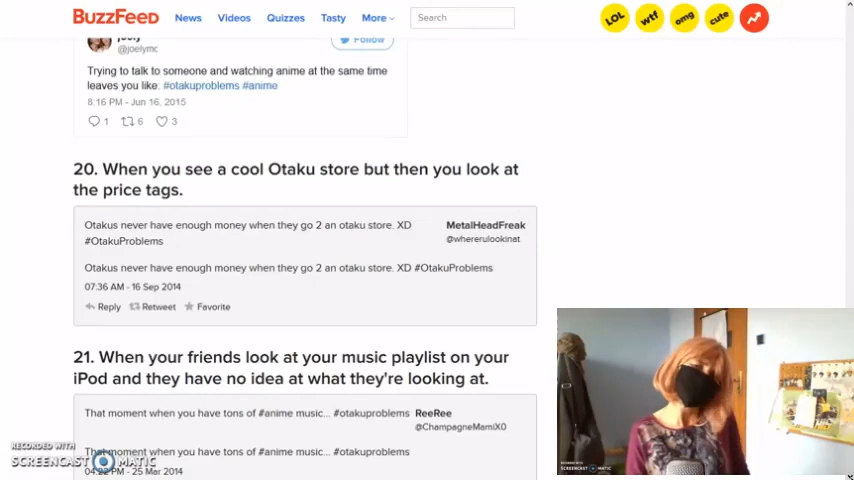 BuzzFeed News Videos Quizzes Tasty More Search LOL wtf omg cute
@joelymc Follow
Trying to talk to someone and watching anime at the same time
leaves you like: #otakuproblems #anime
8:16 PM - Jun 16, 2015
1 6 3
20. When you see a cool Otaku store but then you look at
the price tags.
Otakus never have enough money when they go 2 an otaku store. XD
#OtakuProblems
MetalHeadFreak
@whererulookinat
Otakus never have enough money when they go 2 an otaku store. XD #OtakuProblems
07:36 AM - 16 Sep 2014
Reply Retweet Favorite
21. When your friends look at your music playlist on your
iPod and they have no idea at what they're looking at.
That moment when you have tons of #anime music... #otakuproblems
ReeRee
@ChampagneMamiX0
That moment when you have tons of #anime music... #otakuproblems
04:22 PM - 25 Mar 2014
RECORDED WITH
SCREENCAST MATIC
SCREENCAST MATIC